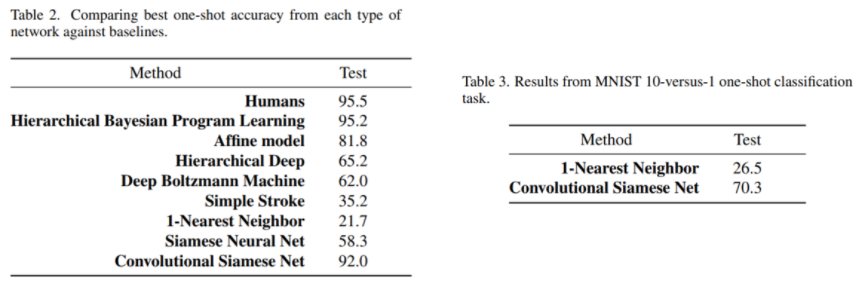 Table 2. Comparing best one-shot accuracy from each type of
network against baselines.
Method Test
Humans 95.5
Hierarchical Bayesian Program Learning 95.2
Affine model 81.8
Hierarchical Deep 65.2
Deep Boltzmann Machine 62.0
Simple Stroke 35.2
1-Nearest Neighbor 21.7
Siamese Neural Net 58.3
Convolutional Siamese Net 92.0
Table 3. Results from MNIST 10-versus-1 one-shot classification
task.
Method Test
1-Nearest Neighbor 26.5
Convolutional Siamese Net 70.3